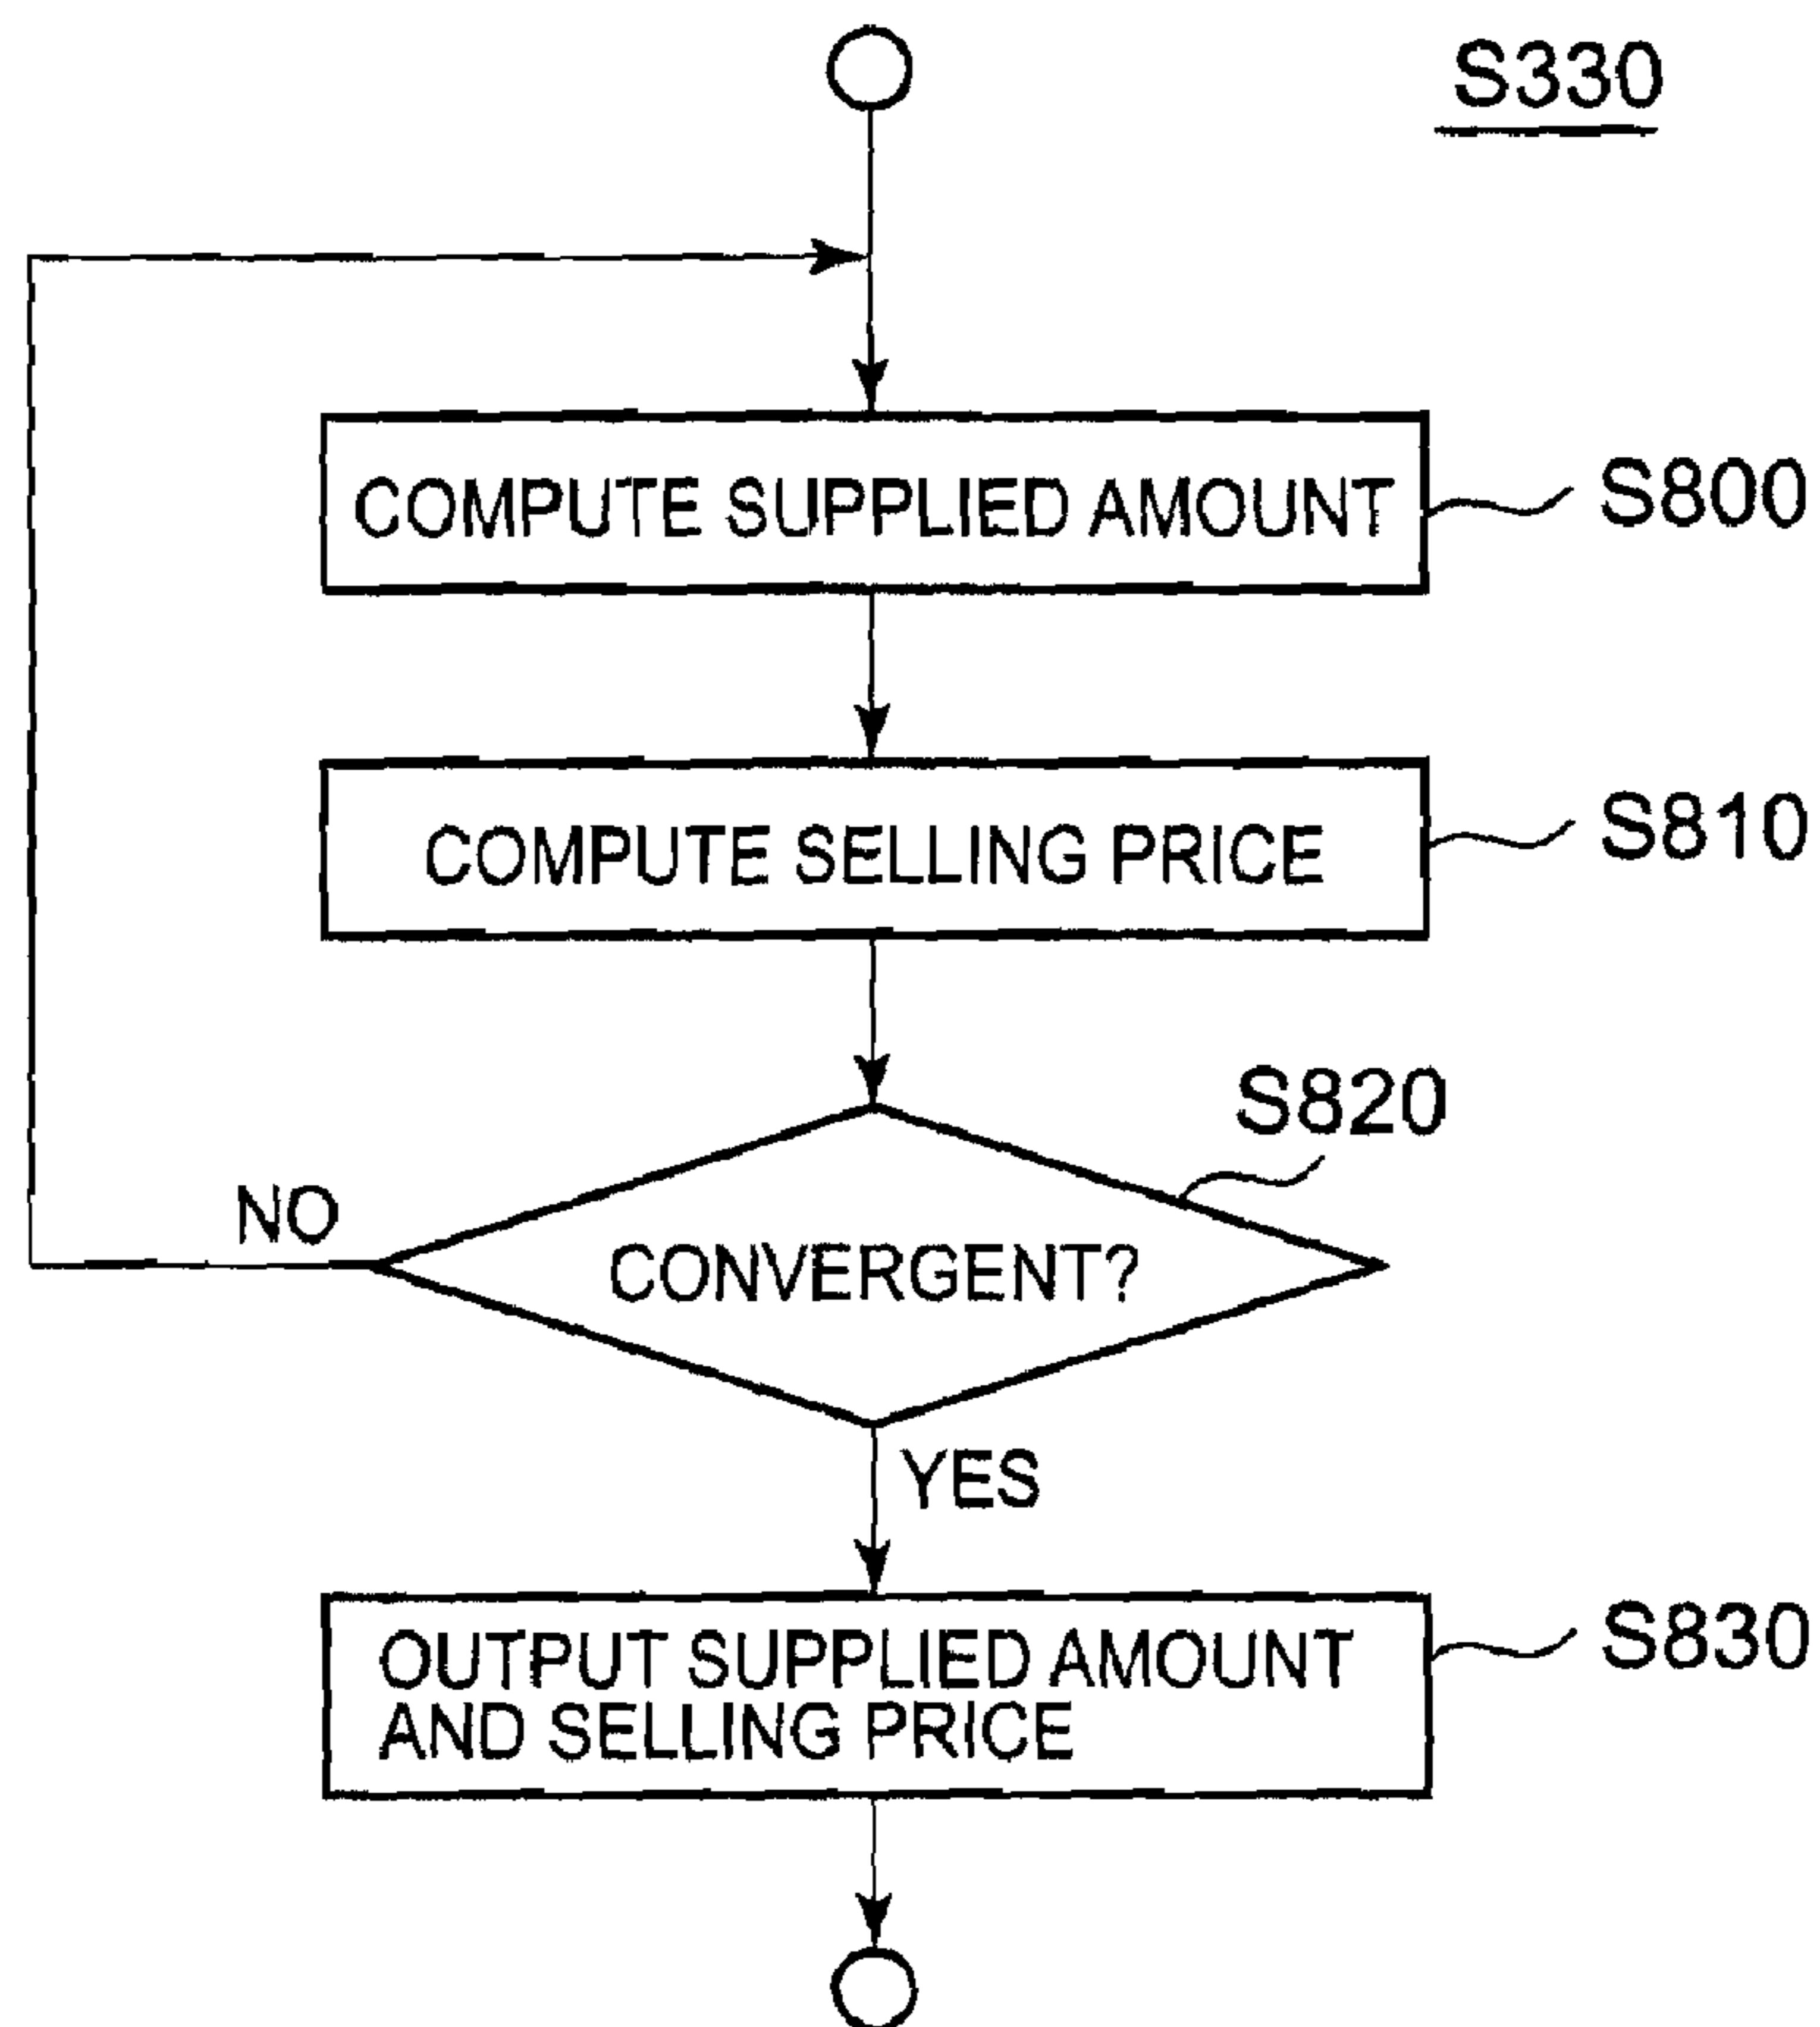 S330
COMPUTE SUPPLIED AMOUNT
S800
COMPUTE SELLING PRICE
S810
S820
NO
CONVERGENT?
YES
OUTPUT SUPPLIED AMOUNT
AND SELLING PRICE
S830